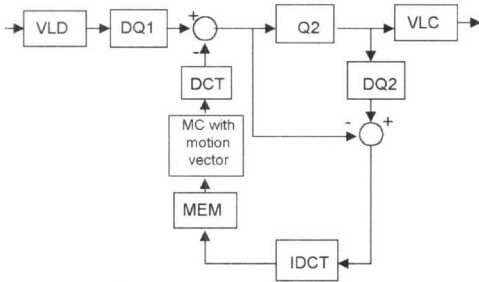 VLD
DQ1
+
-
Q2
VLC
DCT
DQ2
-
+
MC with
motion
vector
MEM
IDCT